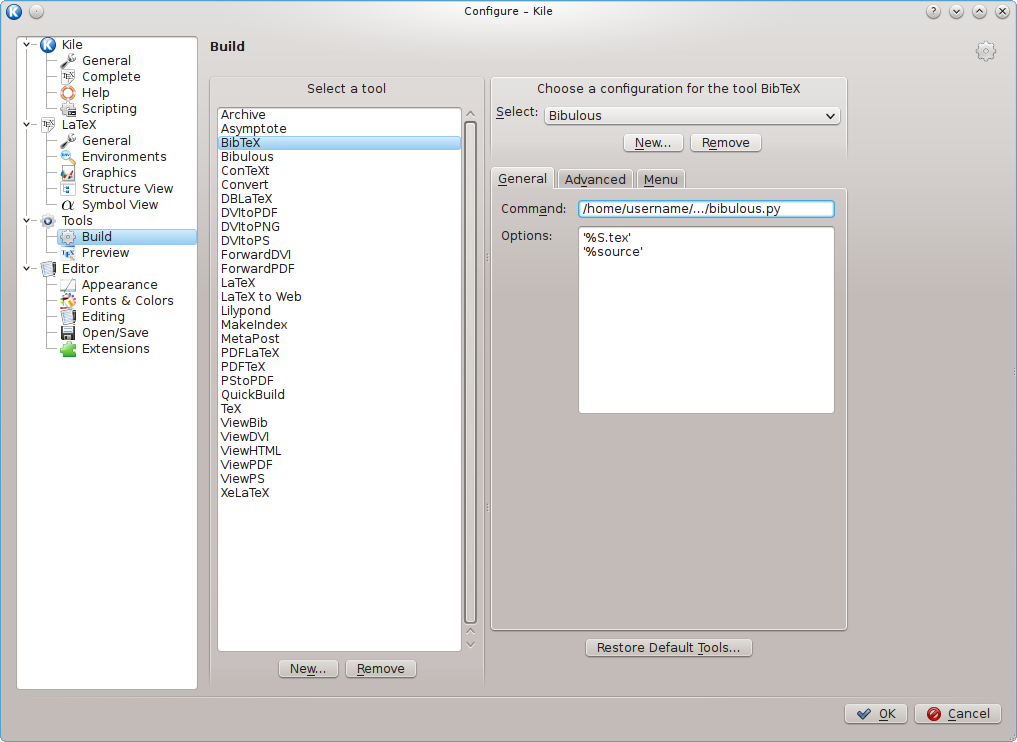 Configure – Kile
Kile
General
Complete
Help
Scripting
LaTeX
General
Environments
Graphics
Structure View
Symbol View
Tools
Build
Preview
Editor
Appearance
Fonts & Colors
Editing
Open/Save
Extensions
Build
Select a tool
Archive
Asymptote
BibTeX
Bibulous
ConTeXt
Convert
DBLaTeX
DVItoPDF
DVItoPNG
DVItoPS
ForwardDVI
ForwardPDF
LaTeX
LaTeX to Web
Lilypond
MakeIndex
MetaPost
PDFLaTeX
PDFTeX
PStoPDF
QuickBuild
TeX
ViewBib
ViewDVI
ViewHTML
ViewPDF
ViewPS
XeLaTeX
New... Remove
Choose a configuration for the tool BibTeX
Select: Bibulous
New... Remove
General Advanced Menu
Command: /home/username/.../bibulous.py
Options: '%S.tex'
'%source'
Restore Default Tools...
OK Cancel